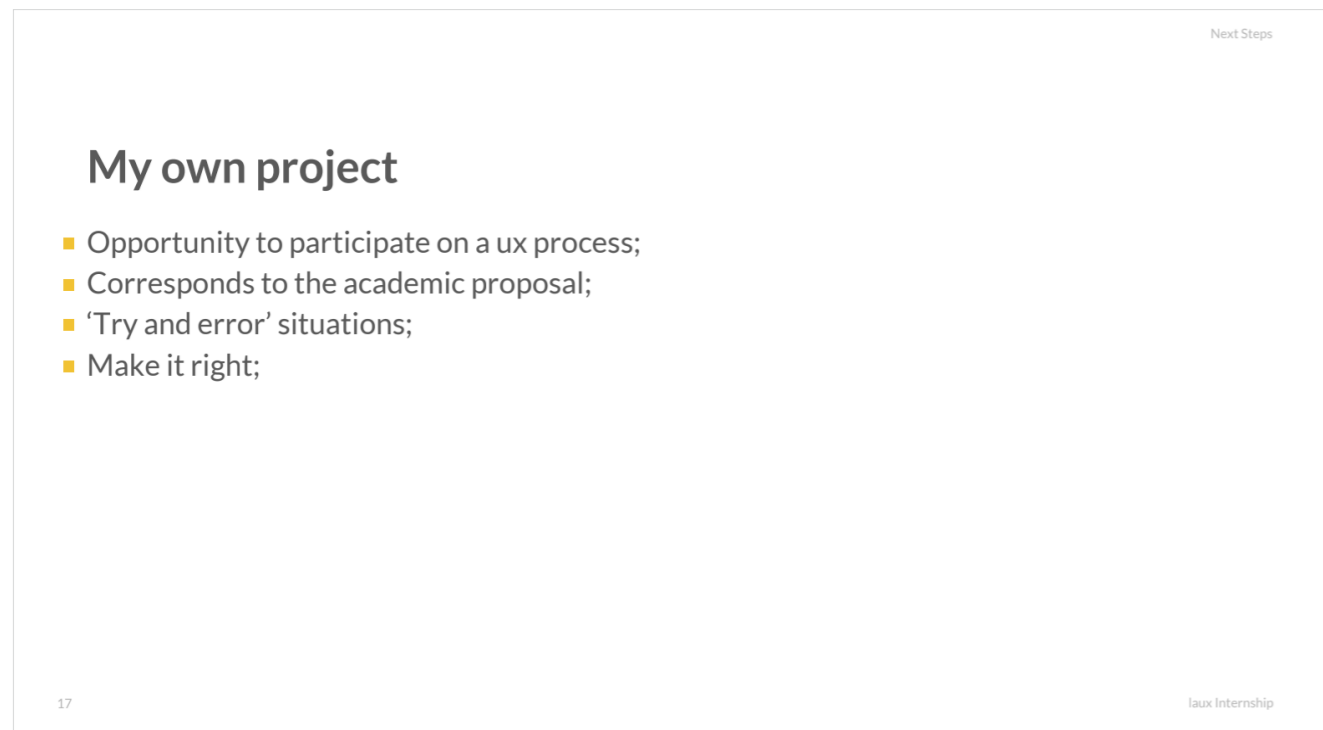 Next Steps
My own project
Opportunity to participate on a ux process;
Corresponds to the academic proposal;
‘Try and error’ situations;
Make it right;
17
Iaux Internship